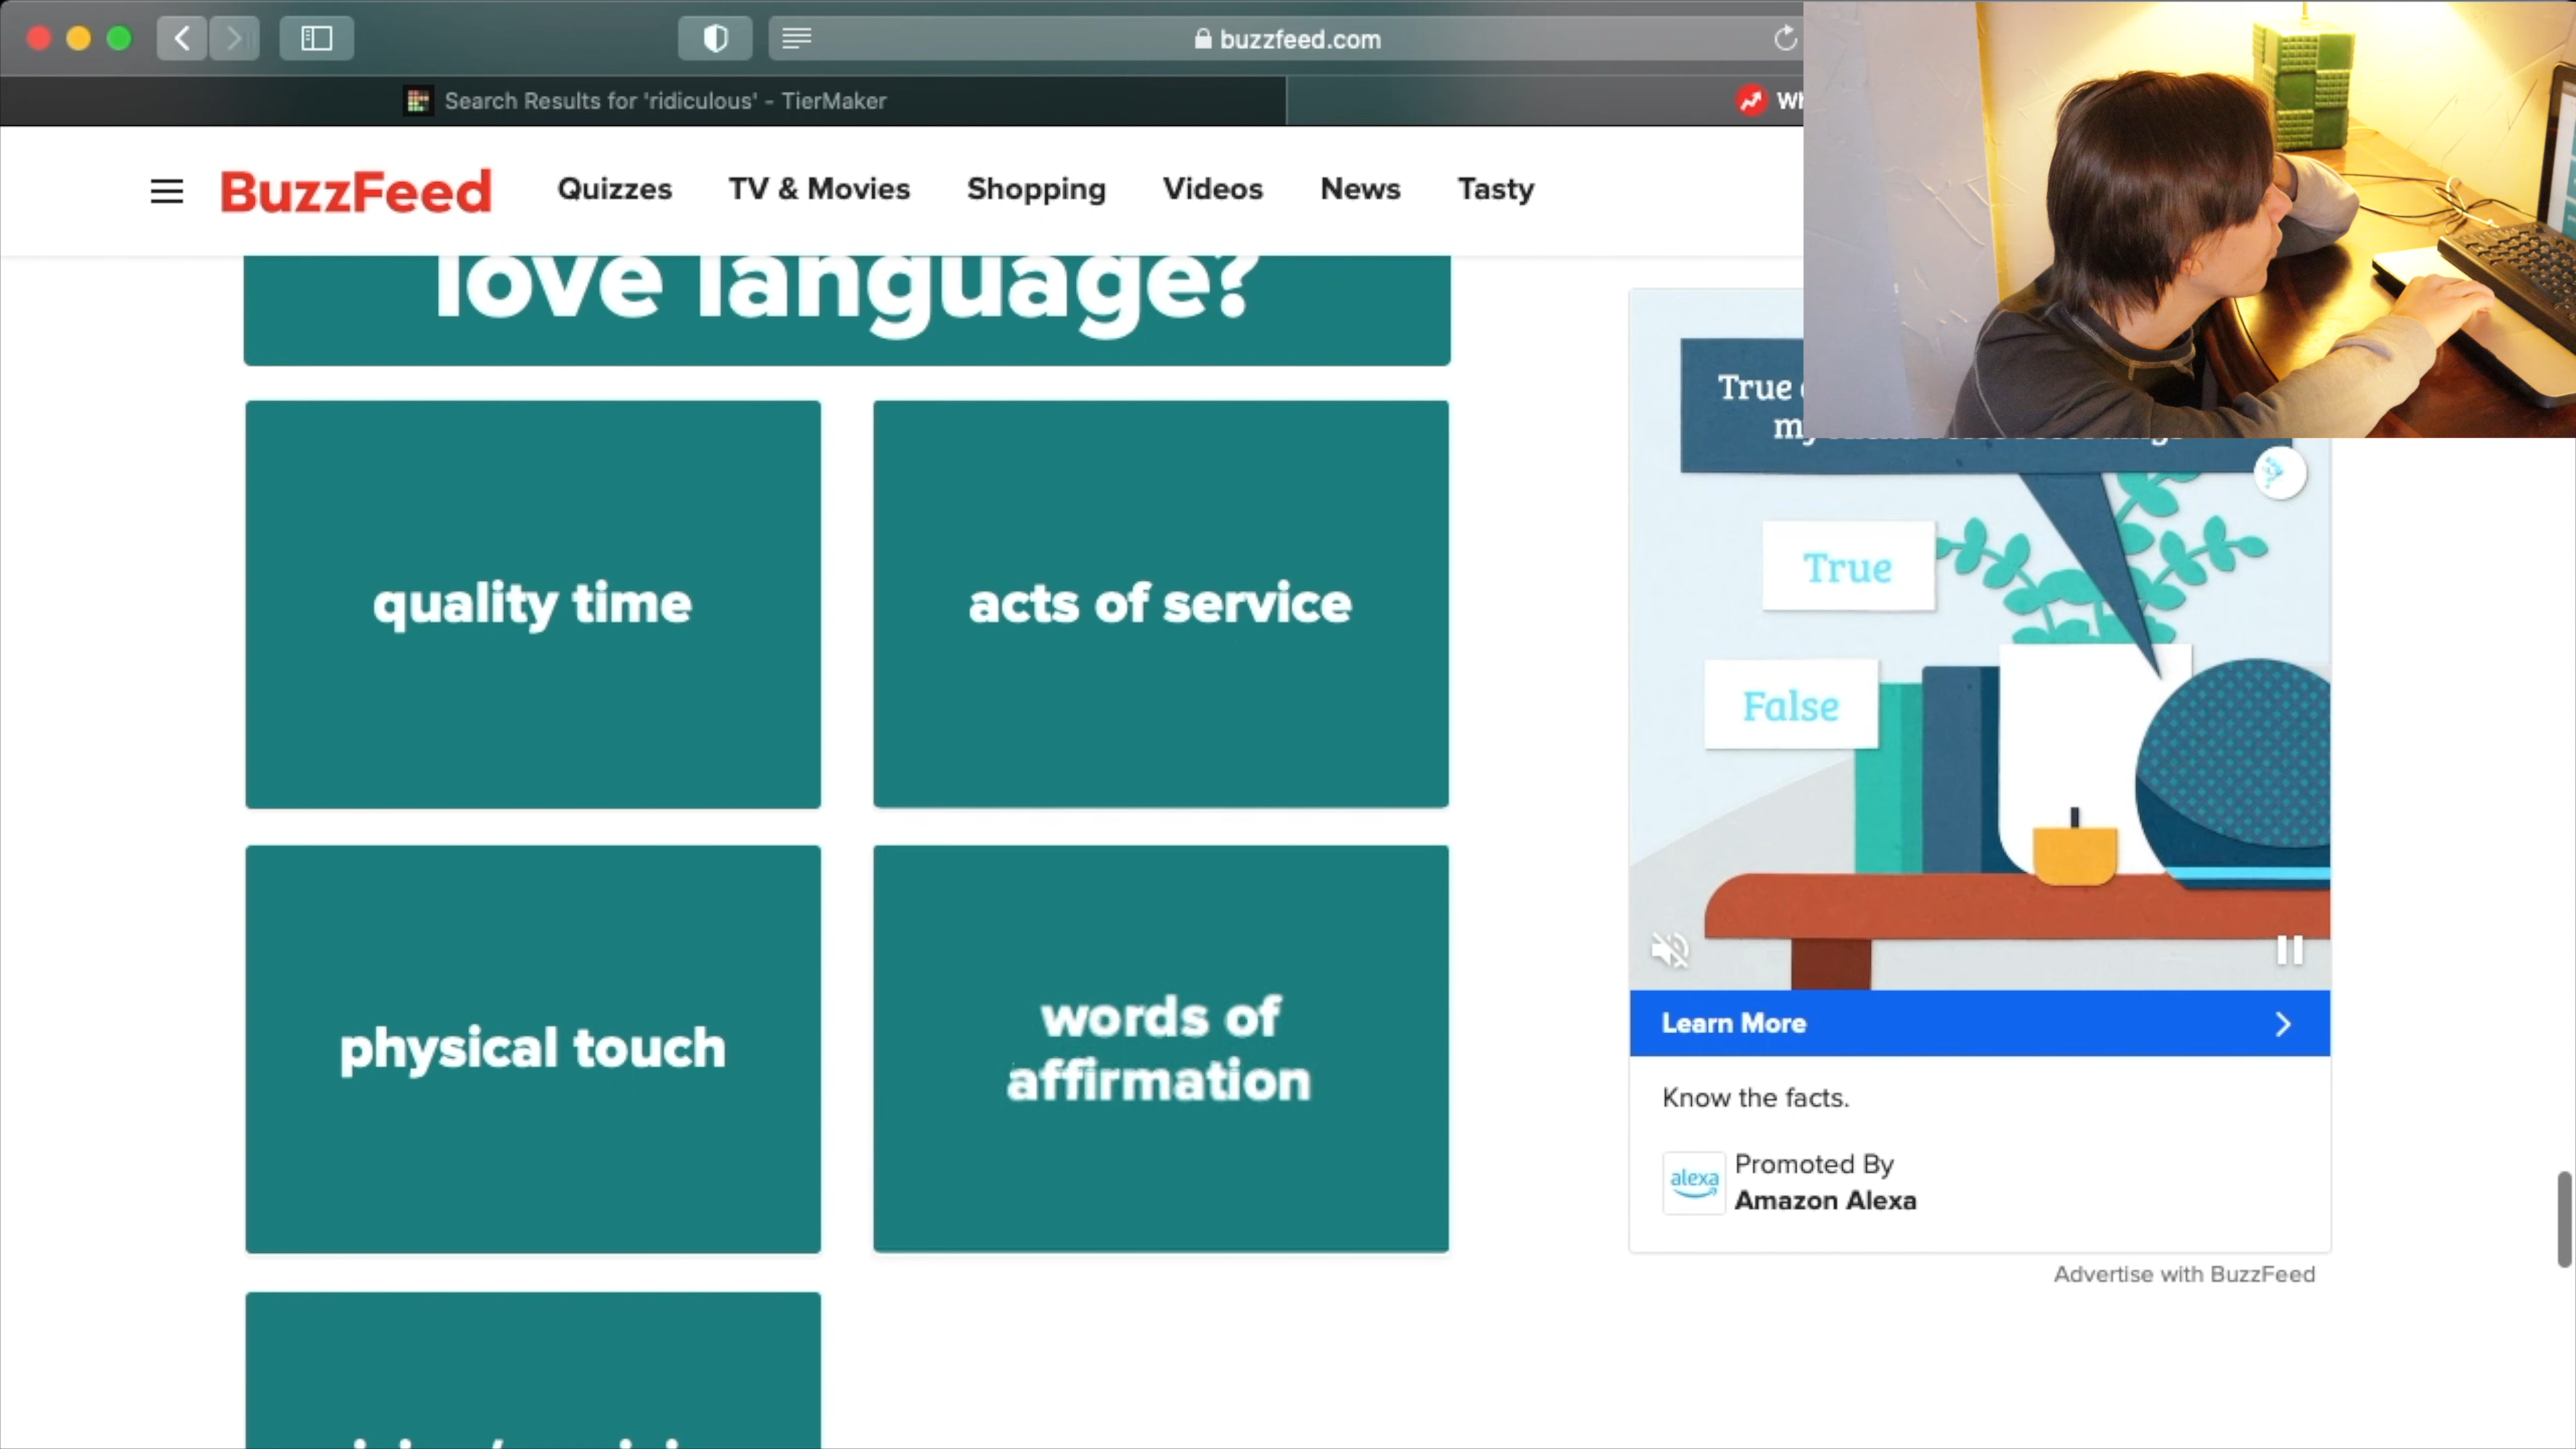 buzzfeed.com
Search Results for 'ridiculous' - TierMaker
BuzzFeed
Quizzes
TV & Movies
Shopping
Videos
News
Tasty
love language?
quality time
acts of service
physical touch
words of
affirmation
True
True
False
Learn More
Know the facts.
alexa
Promoted By
Amazon Alexa
Advertise with BuzzFeed